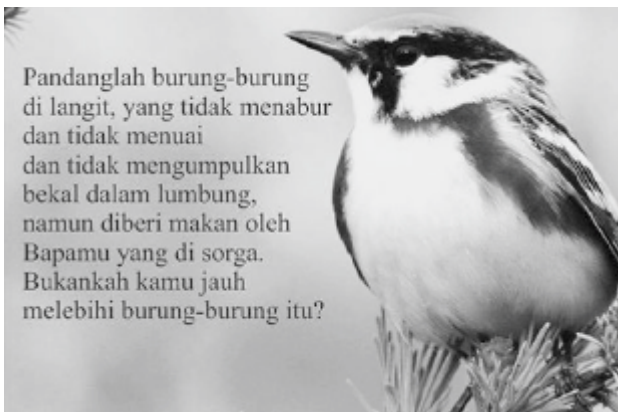 Pandanglah burung-burung
di langit, yang tidak menabur
dan tidak menuai
dan tidak mengumpulkan
bekal dalam lumbung,
namun diberi makan oleh
Bapamu yang di sorga.
Bukankah kamu jauh
melebihi burung-burung itu?